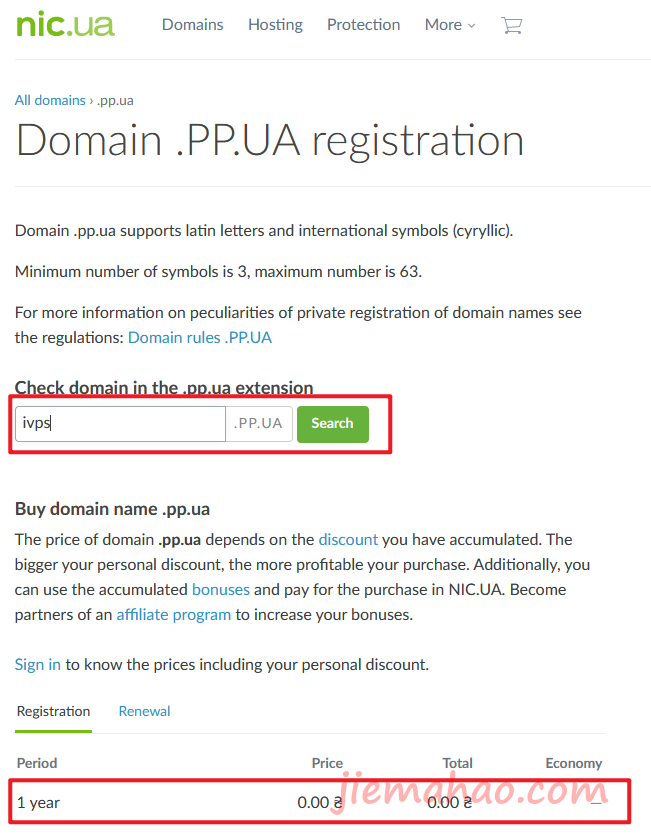 nic.ua
Domains Hosting Protection More
All domains › .pp.ua
Domain .PP.UA registration
Domain .pp.ua supports latin letters and international symbols (cyryllic).
Minimum number of symbols is 3, maximum number is 63.
For more information on peculiarities of private registration of domain names see
the regulations: Domain rules .PP.UA
Check domain in the .pp.ua extension
ivps .PP.UA Search
Buy domain name .pp.ua
The price of domain .pp.ua depends on the discount you have accumulated. The
bigger your personal discount, the more profitable your purchase. Additionally, you
can use the accumulated bonuses and pay for the purchase in NIC.UA. Become
partners of an affiliate program to increase your bonuses.
Sign in to know the prices including your personal discount.
Registration Renewal
Period Price Total Economy
1 year 0.00 ₴ 0.00 ₴ —
jiemahao.com